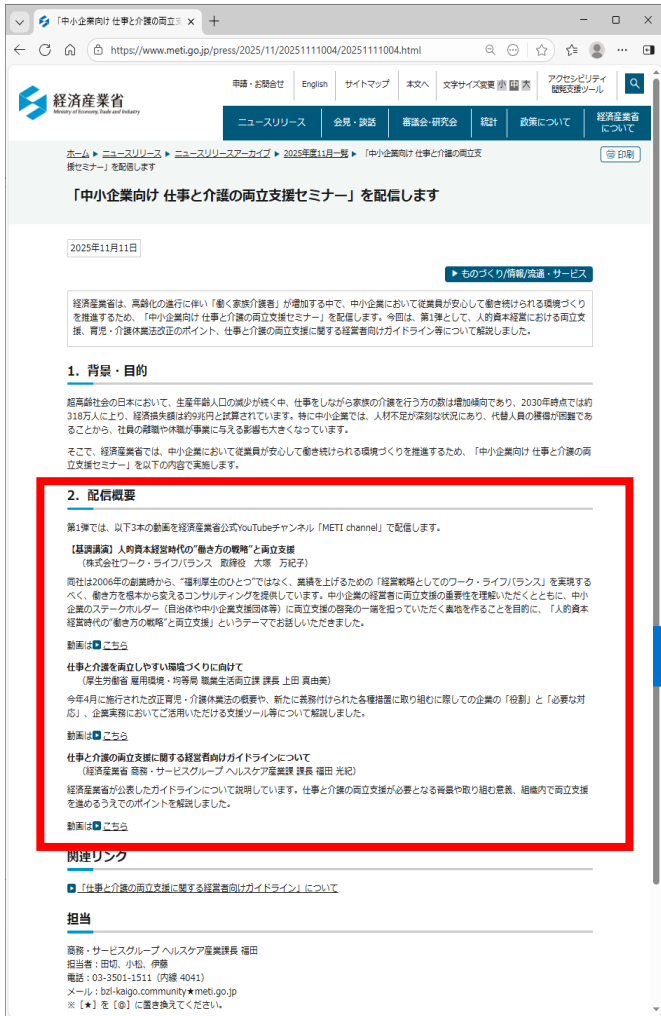 「中小企業向け 仕事と介護の両立支
https://www.meti.go.jp/press/2025/11/20251111004/20251111004.html
経済産業省
Ministry of Economy, Trade and Industry
申請・お問合せ
English
サイトマップ
本文へ
文字サイズ変更 小 中 大
アクセシビリティ
閲覧支援ツール
ニュースリリース
会見・談話
審議会・研究会
統計
政策について
経済産業省
について
ホーム ▶ ニュースリリース ▶ ニュースリリースアーカイブ ▶ 2025年度11月一覧 ▶ 「中小企業向け 仕事と介護の両立支
援セミナー」を配信します
印刷
「中小企業向け 仕事と介護の両立支援セミナー」を配信します
2025年11月11日
▶ ものづくり/情報/流通・サービス
経済産業省は、高齢化の進行に伴い「働く家族介護者」が増加する中で、中小企業において従業員が安心して働き続けられる環境づくり
を推進するため、「中小企業向け 仕事と介護の両立支援セミナー」を配信します。今回は、第1弾として、人的資本経営における両立支
援、育児・介護休業法改正のポイント、仕事と介護の両立支援に関する経営者向けガイドライン等について解説しました。
1．背景・目的
超高齢社会の日本において、生産年齢人口の減少が続く中、仕事をしながら家族の介護を行う方の数は増加傾向であり、2030年時点では約
318万人に上り、経済損失額は約9兆円と試算されています。特に中小企業では、人材不足が深刻な状況にあり、代替人員の獲得が困難であ
ることから、社員の離職や休職が事業に与える影響も大きくなっています。
そこで、経済産業省では、中小企業において従業員が安心して働き続けられる環境づくりを推進するため、「中小企業向け 仕事と介護の両
立支援セミナー」を以下の内容で実施します。
2．配信概要
第1弾では、以下3本の動画を経済産業省公式YouTubeチャンネル「METI channel」で配信します。
【基調講演】人的資本経営時代の”働き方の戦略”と両立支援
（株式会社ワーク・ライフバランス 取締役 大塚 万紀子）
同社は2006年の創業時から、“福利厚生のひとつ”ではなく、業績を上げるための「経営戦略としてのワーク・ライフバランス」を実現する
べく、働き方を根本から変えるコンサルティングを提供しています。中小企業の経営者に両立支援の重要性を理解いただくとともに、中小
企業のステークホルダー（自治体や中小企業支援団体等）に両立支援の啓発の一端を担っていただく素地を作ることを目的に、「人的資本
経営時代の”働き方の戦略”と両立支援」というテーマでお話しいただきました。
動画は こちら
仕事と介護を両立しやすい環境づくりに向けて
（厚生労働省 雇用環境・均等局 職業生活両立課 課長 上田 真由美）
今年4月に施行された改正育児・介護休業法の概要や、新たに義務付けられた各種措置に取り組むに際しての企業の「役割」と「必要な対
応」、企業実務においてご活用いただける支援ツール等について解説しました。
動画は こちら
仕事と介護の両立支援に関する経営者向けガイドラインについて
（経済産業省 商務・サービスグループ ヘルスケア産業課 課長 福田 光紀）
経済産業省が公表したガイドラインについて説明しています。仕事と介護の両立支援が必要となる背景や取り組む意義、組織内で両立支援
を進めるうえでのポイントを解説しました。
動画は こちら
関連リンク
「仕事と介護の両立支援に関する経営者向けガイドライン」について
担当
商務・サービスグループ ヘルスケア産業課長 福田
担当者：田切、小松、伊藤
電話：03-3501-1511（内線 4041）
メール：bzl-kaigo.community★meti.go.jp
※［★］を［@］に置き換えてください。